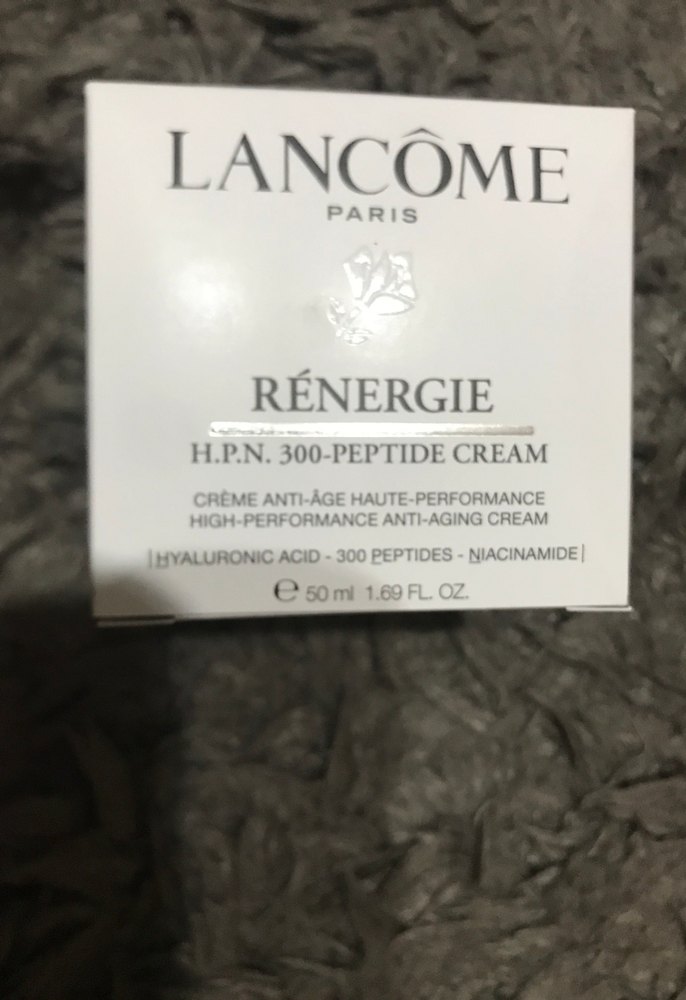 LANCÔME
PARIS
RÉNERGIE
H.P.N. 300-PEPTIDE CREAM
CRÈME ANTI-ÂGE HAUTE-PERFORMANCE
HIGH-PERFORMANCE ANTI-AGING CREAM
|HYALURONIC ACID - 300 PEPTIDES - NIACINAMIDE|
℮ 50 ml 1.69 FL. OZ.